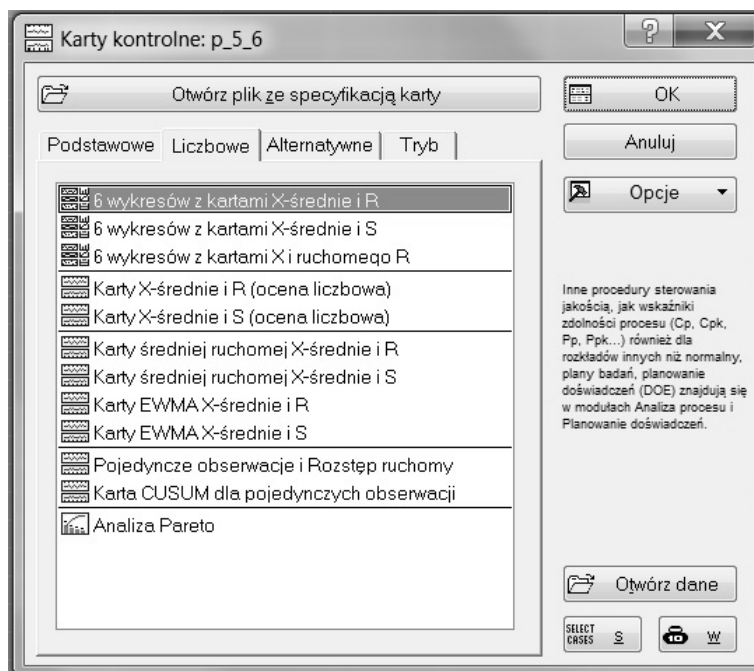 Karty kontrolne: p_5_6
Otwórz plik ze specyfikacją karty
OK
Podstawowe
Liczbowe
Alternatywne
Tryb
Anuluj
Opcje
6 wykresów z kartami X-średnie i R
6 wykresów z kartami X-średnie i S
6 wykresów z kartami X i ruchomego R
Karty X-średnie i R (ocena liczbowa)
Karty X-średnie i S (ocena liczbowa)
Karty średniej ruchomej X-średnie i R
Karty średniej ruchomej X-średnie i S
Karty EWMA X-średnie i R
Karty EWMA X-średnie i S
Pojedyncze obserwacje i Rozstęp ruchomy
Karta CUSUM dla pojedynczych obserwacji
Analiza Pareto
Inne procedury sterowania
jakością, jak wskaźniki
zdolności procesu (Cp, Cpk,
Pp, Ppk...) również dla
rozkładów innych niż normalny,
plany badań, planowanie
doświadczeń (DOE) znajdują się
w modułach Analiza procesu i
Planowanie doświadczeń.
Otwórz dane
SELECT
CASES
S
W